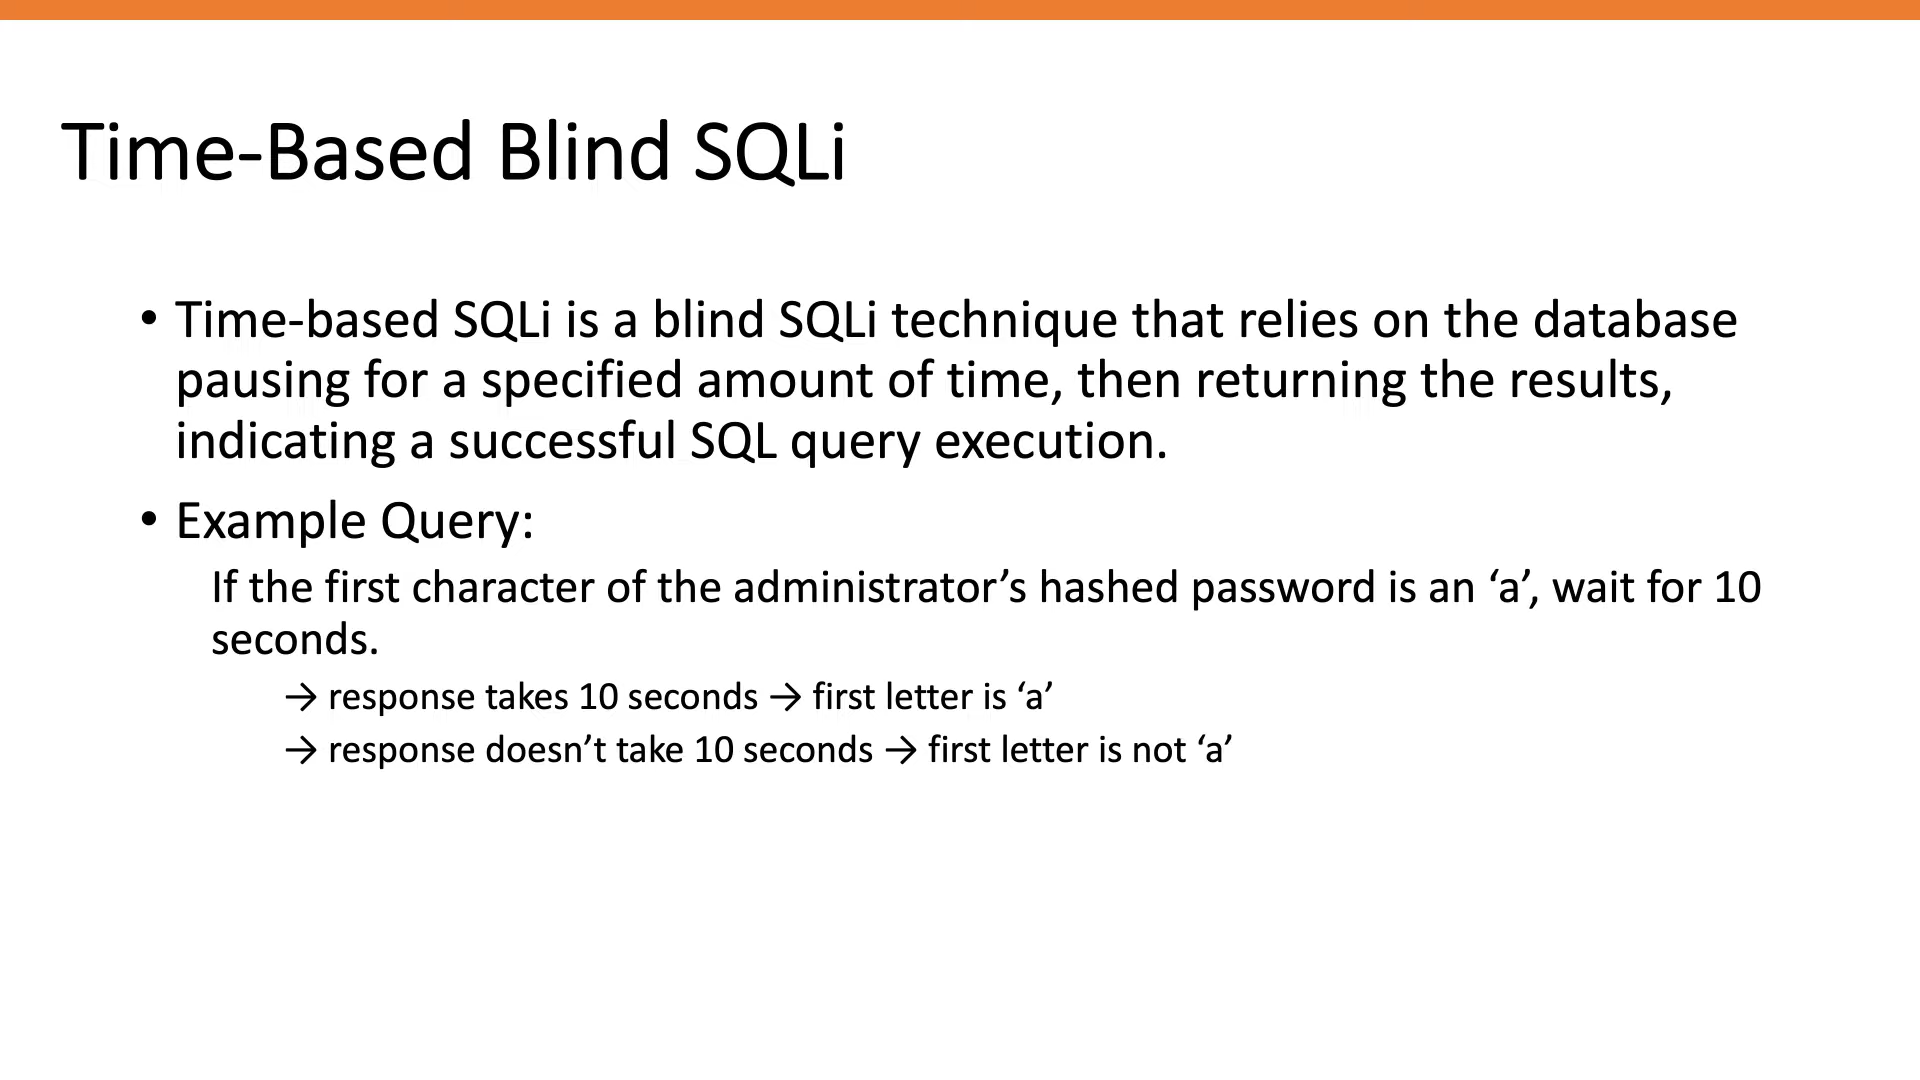 Time-Based Blind SQLi
• Time-based SQLi is a blind SQLi technique that relies on the database
pausing for a specified amount of time, then returning the results,
indicating a successful SQL query execution.
• Example Query:
If the first character of the administrator’s hashed password is an ‘a’, wait for 10
seconds.
→ response takes 10 seconds → first letter is ‘a’
→ response doesn’t take 10 seconds → first letter is not ‘a’